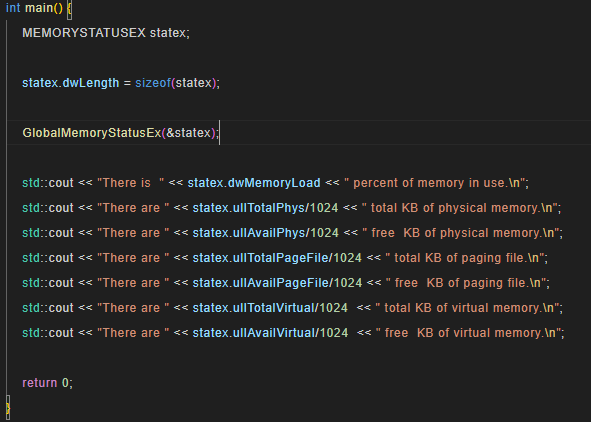 int main() {
MEMORYSTATUSEX statex;
statex.dwLength = sizeof(statex);
GlobalMemoryStatusEx(&statex);
std::cout << "There is  " << statex.dwMemoryLoad << " percent of memory in use.\n";
std::cout << "There are " << statex.ullTotalPhys/1024 << " total KB of physical memory.\n";
std::cout << "There are " << statex.ullAvailPhys/1024 << " free  KB of physical memory.\n";
std::cout << "There are " << statex.ullTotalPageFile/1024 << " total KB of paging file.\n";
std::cout << "There are " << statex.ullAvailPageFile/1024 << " free  KB of paging file.\n";
std::cout << "There are " << statex.ullTotalVirtual/1024  << " total KB of virtual memory.\n";
std::cout << "There are " << statex.ullAvailVirtual/1024  << " free  KB of virtual memory.\n";
return 0;
}